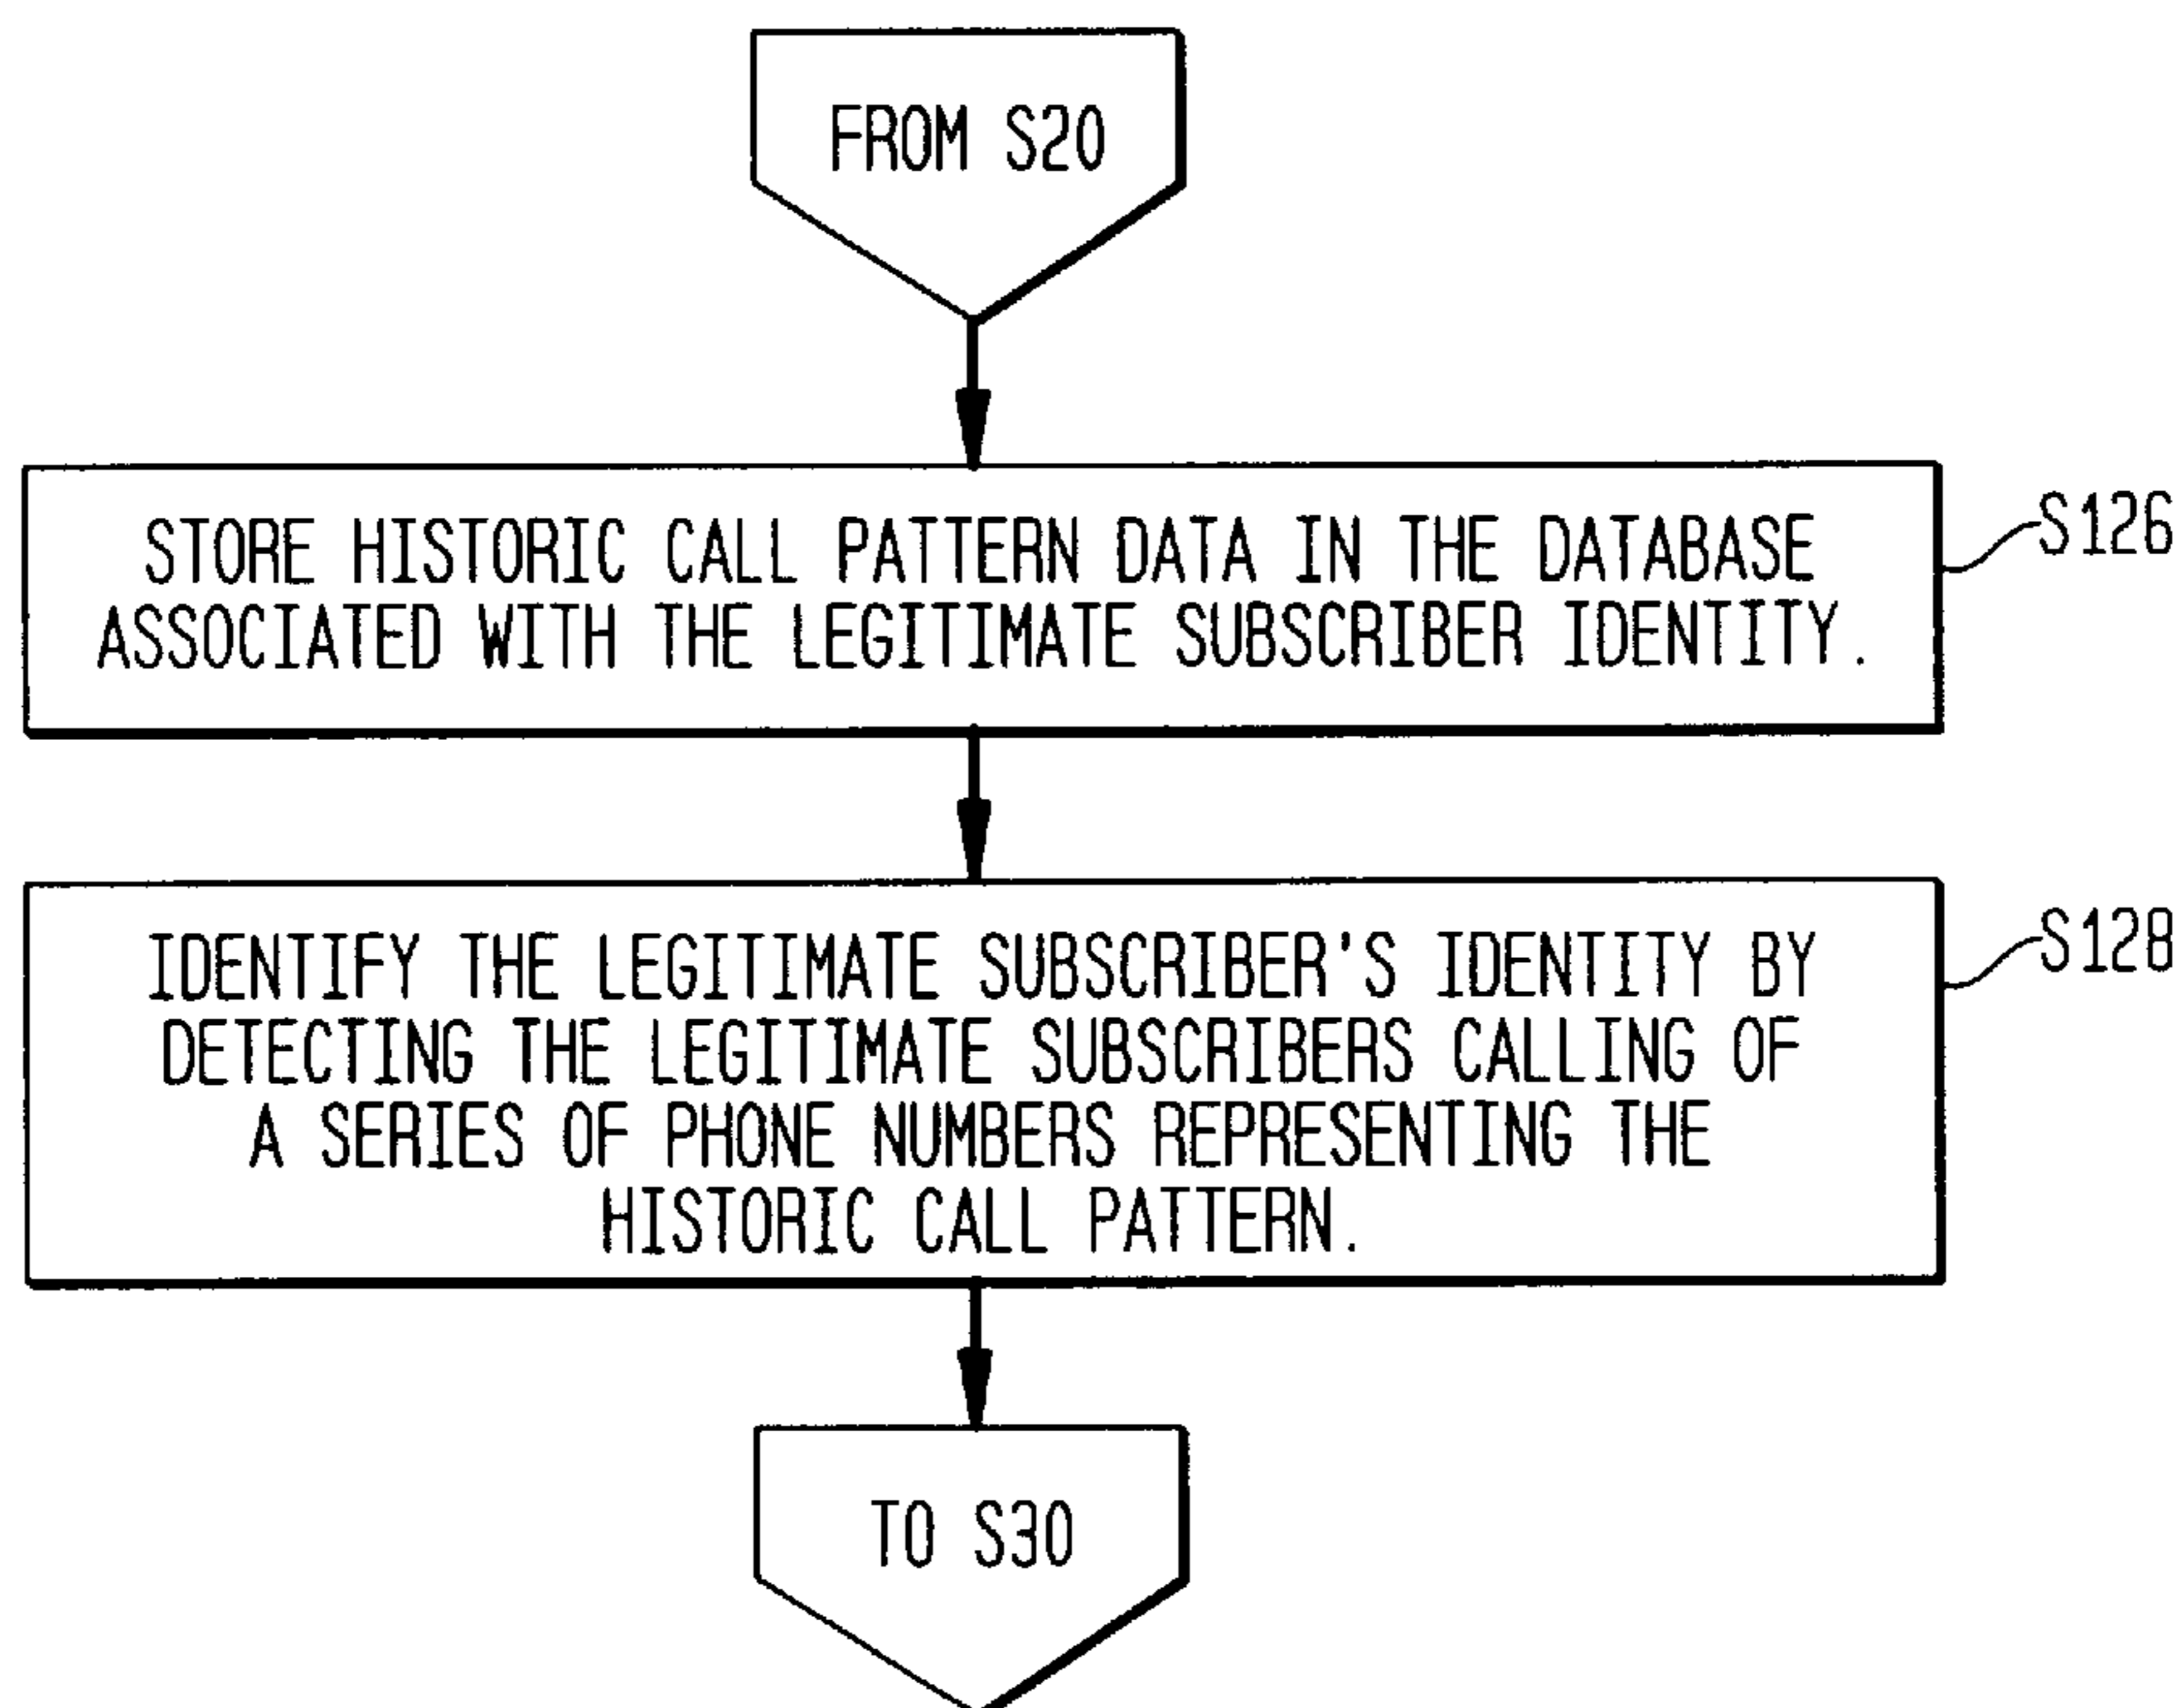 FROM S20
STORE HISTORIC CALL PATTERN DATA IN THE DATABASE
ASSOCIATED WITH THE LEGITIMATE SUBSCRIBER IDENTITY.
S126
IDENTIFY THE LEGITIMATE SUBSCRIBER'S IDENTITY BY
DETECTING THE LEGITIMATE SUBSCRIBERS CALLING OF
A SERIES OF PHONE NUMBERS REPRESENTING THE
HISTORIC CALL PATTERN.
S128
TO S30